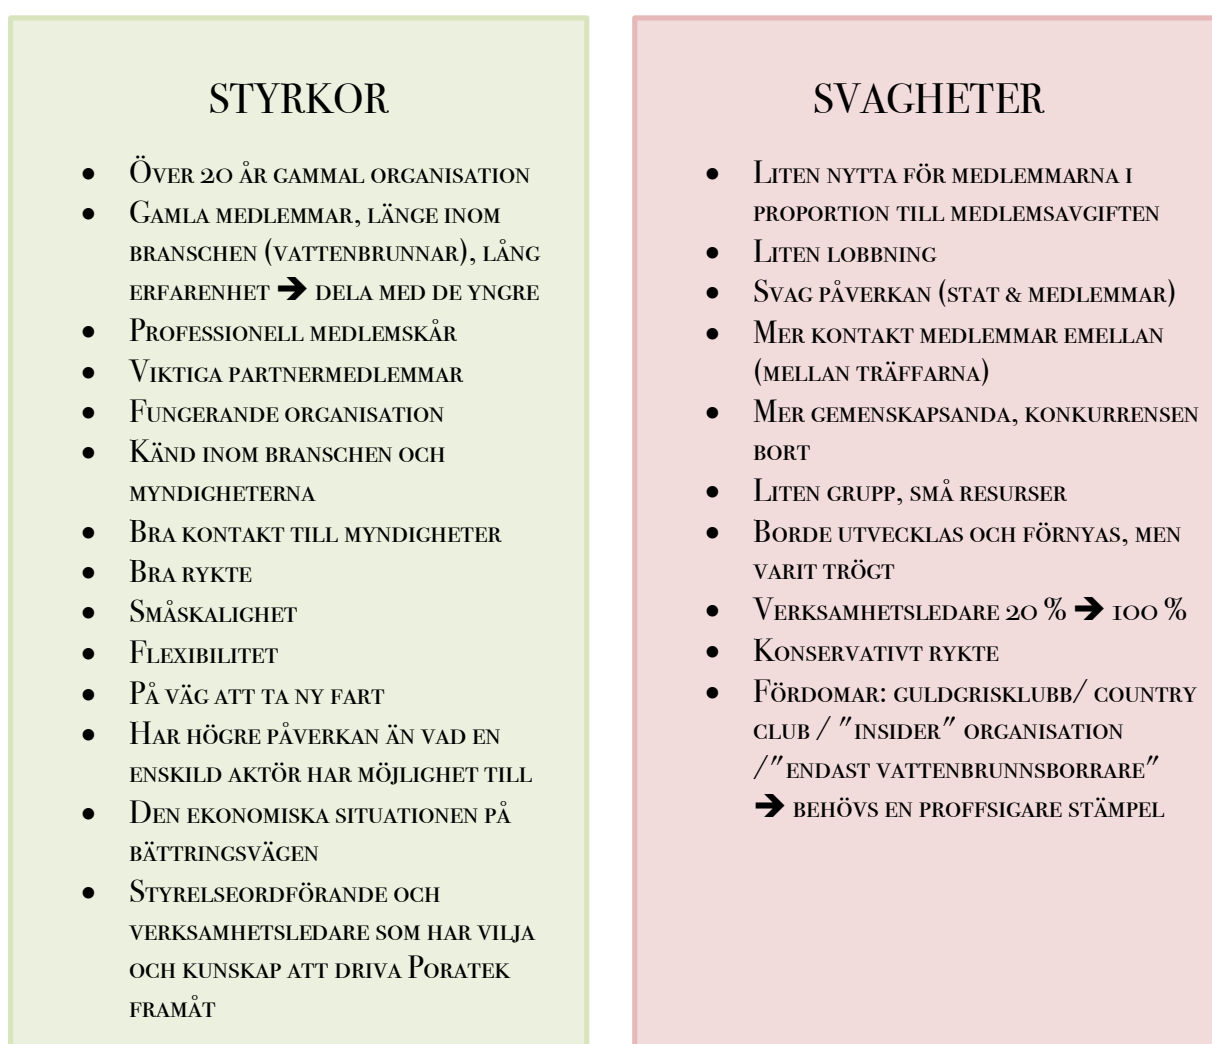 STYRKOR
• ÖVER 20 ÅR GAMMAL ORGANISATION
• GAMLA MEDLEMMAR, LÄNGE INOM
BRANSCHEN (VATTENBRUNNAR), LÅNG
ERFARENHET ➔ DELA MED DE YNGRE
• PROFESSIONELL MEDLEMSKÅR
• VIKTIGA PARTNERMEDLEMMAR
• FUNGERANDE ORGANISATION
• KÄND INOM BRANSCHEN OCH
MYNDIGHETERNA
• BRA KONTAKT TILL MYNDIGHETER
• BRA RYKTE
• SMÅSKALIGHET
• FLEXIBILITET
• PÅ VÄG ATT TA NY FART
• HAR HÖGRE PÅVERKAN ÄN VAD EN
ENSKILD AKTÖR HAR MÖJLIGHET TILL
• DEN EKONOMISKA SITUATIONEN PÅ
BÄTTRINGSVÄGEN
• STYRELSEORDFÖRANDE OCH
VERKSAMHETSLEDARE SOM HAR VILJA
OCH KUNSKAP ATT DRIVA PORATEK
FRAMÅT
SVAGHETER
• LITEN NYTTA FÖR MEDLEMMARNA I
PROPORTION TILL MEDLEMSAVGIFTEN
• LITEN LOBBNING
• SVAG PÅVERKAN (STAT & MEDLEMMAR)
• MER KONTAKT MEDLEMMAR EMELLAN
(MELLAN TRÄFFARNA)
• MER GEMENSKAPSANDA, KONKURRENSEN
BORT
• LITEN GRUPP, SMÅ RESURSER
• BORDE UTVECKLAS OCH FÖRNYAS, MEN
VARIT TRÖGT
• VERKSAMHETSLEDARE 20 % ➔ 100 %
• KONSERVATIVT RYKTE
• FÖRDOMAR: GULDGRISKLUBB/ COUNTRY
CLUB / "INSIDER" ORGANISATION
/"ENDAST VATTENBRUNNSBORRARE"
➔ BEHÖVS EN PROFFSIGARE STÄMPEL